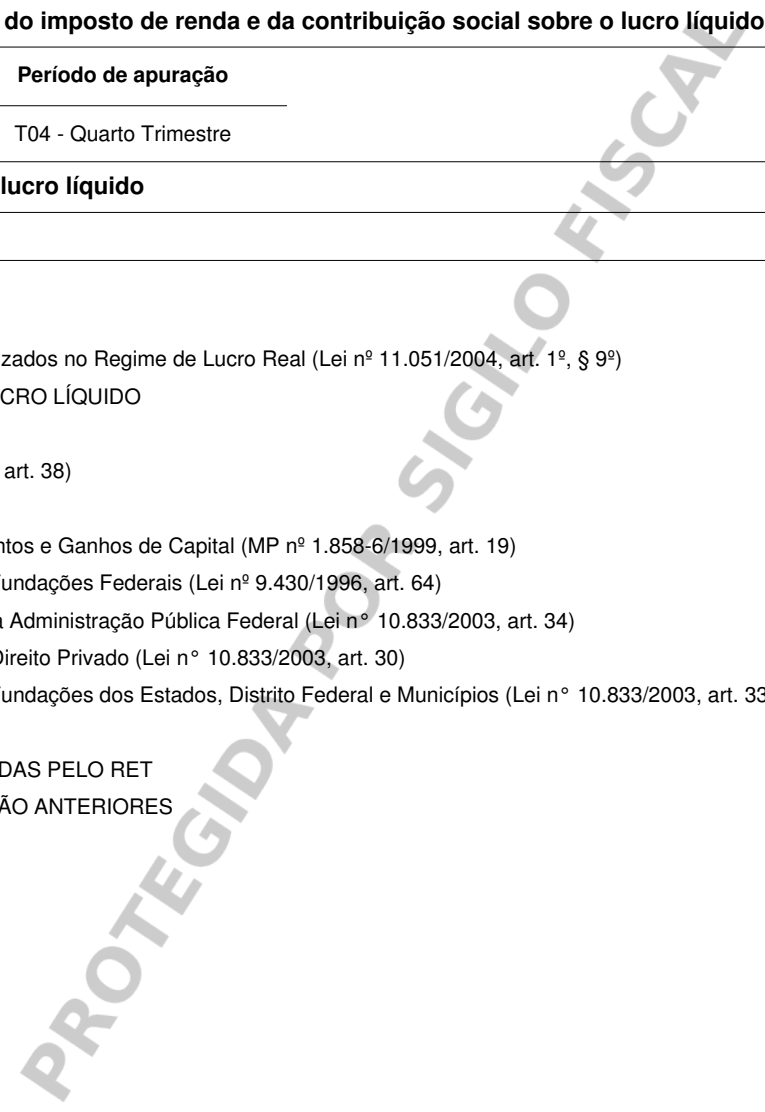 do imposto de renda e da contribuição social sobre o lucro líquido
Período de apuração
T04 - Quarto Trimestre
lucro líquido
zados no Regime de Lucro Real (Lei nº 11.051/2004, art. 1º, § 9º)
CRO LÍQUIDO
art. 38)
ntos e Ganhos de Capital (MP nº 1.858-6/1999, art. 19)
undações Federais (Lei nº 9.430/1996, art. 64)
a Administração Pública Federal (Lei n° 10.833/2003, art. 34)
Direito Privado (Lei n° 10.833/2003, art. 30)
undações dos Estados, Distrito Federal e Municípios (Lei n° 10.833/2003, art. 33
DAS PELO RET
ÃO ANTERIORES
PROTEGIDA POR SIGILO FISCAL